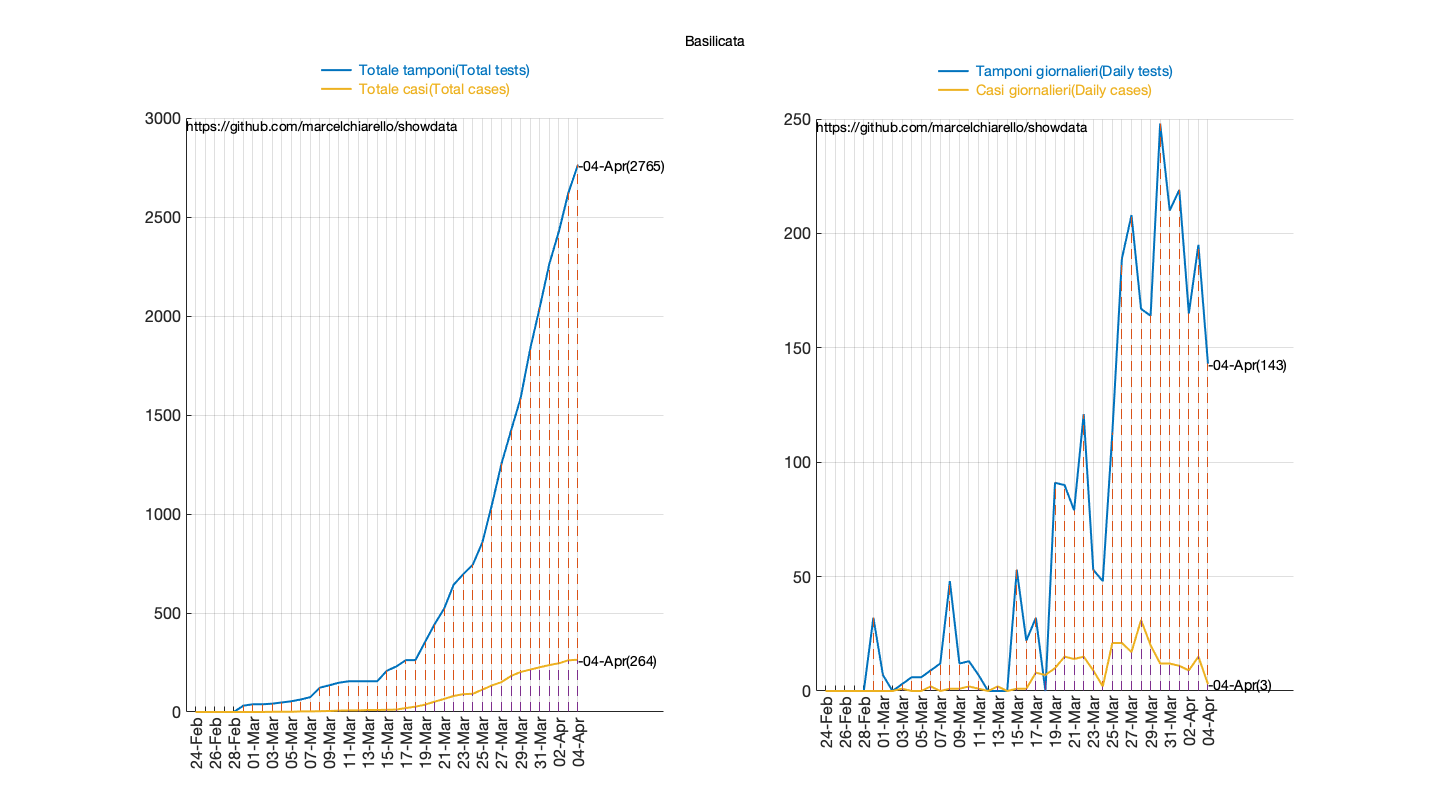 Basilicata
Totale tamponi(Total tests)
Totale casi(Total cases)
https://github.com/marcelchiarello/showdata
3000
2500
2000
1500
1000
500
0
-04-Apr(2765)
-04-Apr(264)
24-Feb
26-Feb
28-Feb
01-Mar
03-Mar
05-Mar
07-Mar
09-Mar
11-Mar
13-Mar
15-Mar
17-Mar
19-Mar
21-Mar
23-Mar
25-Mar
27-Mar
29-Mar
31-Mar
02-Apr
04-Apr
Tamponi giornalieri(Daily tests)
Casi giornalieri(Daily cases)
https://github.com/marcelchiarello/showdata
250
200
150
100
50
0
-04-Apr(143)
-04-Apr(3)
24-Feb
26-Feb
28-Feb
01-Mar
03-Mar
05-Mar
07-Mar
09-Mar
11-Mar
13-Mar
15-Mar
17-Mar
19-Mar
21-Mar
23-Mar
25-Mar
27-Mar
29-Mar
31-Mar
02-Apr
04-Apr